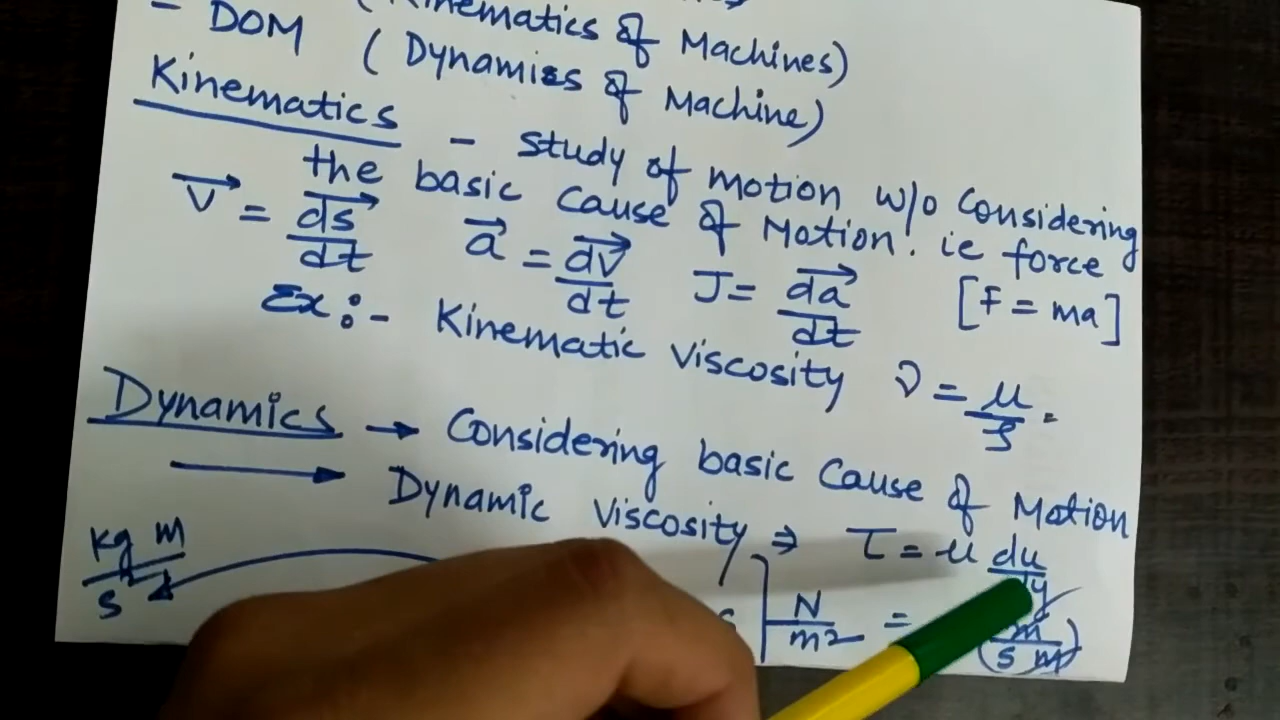 (Kinematics of Machines)
- DOM (Dynamics of Machine)
Kinematics - study of motion w/o Considering
the basic cause of Motion. ie force
V = ds/dt a = dv/dt J = da/dt [F = ma]
Ex :- Kinematic viscosity ν = μ/ρ =
Dynamics → Considering basic Cause of Motion
→ Dynamic viscosity ⇒ τ = μ du/dy
kg m/s N/m² = m/(s m)